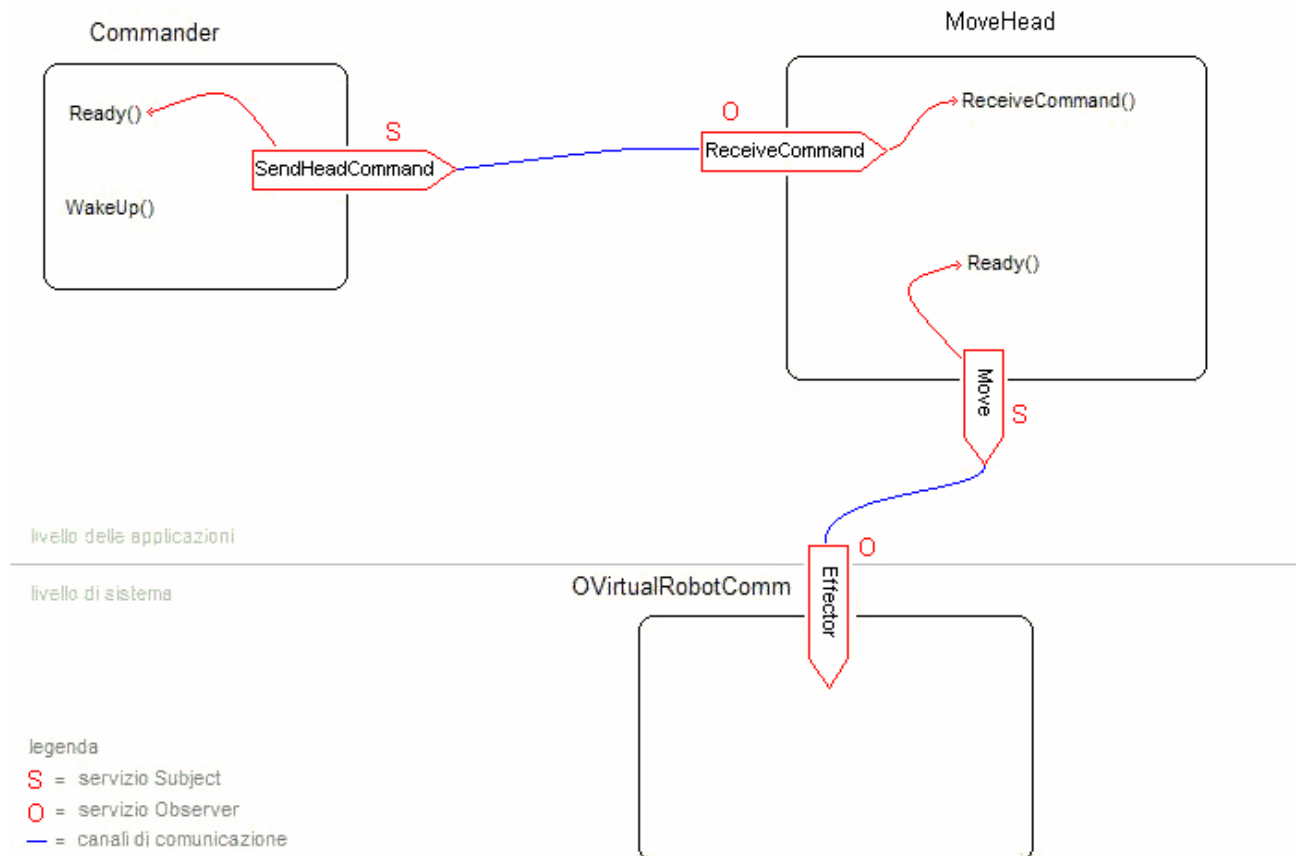 Commander
MoveHead
Ready()
S
SendHeadCommand
WakeUp()
O
ReceiveCommand
ReceiveCommand()
Ready()
Move
S
livello delle applicazioni
O
livello di sistema
OVirtualRobotComm
Effector
legenda
S = servizio Subject
O = servizio Observer
— = canali di comunicazione